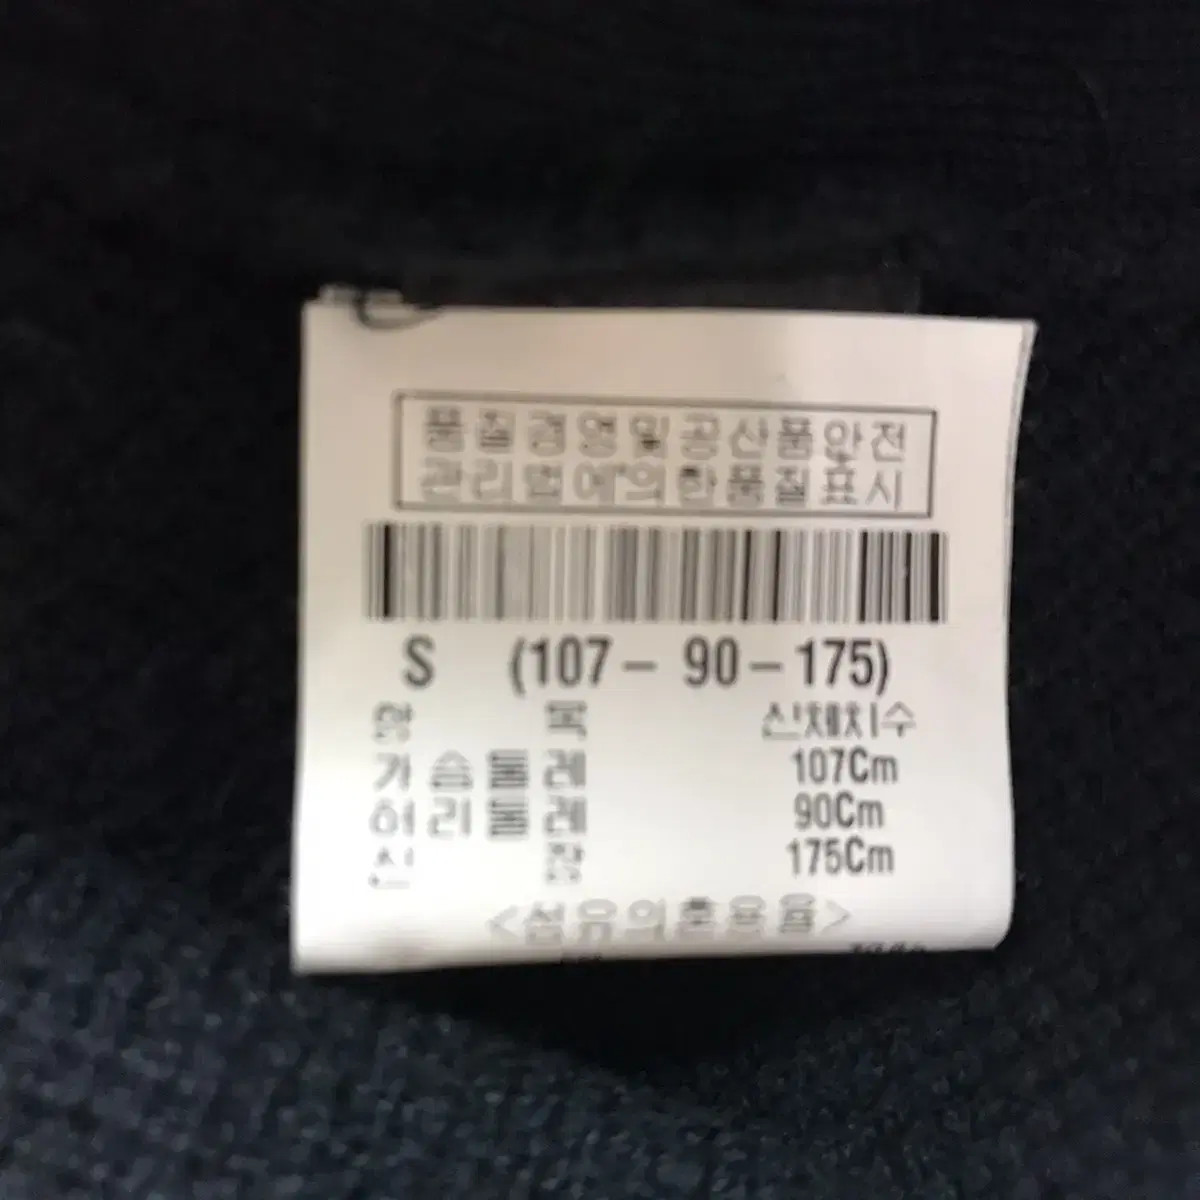 품질경영및공산품안전
관리법에의한품질표시
S (107 - 90 - 175)
항 목 신체치수
가슴둘레 107Cm
허리둘레 90Cm
신 장 175Cm
<섬유의혼용율>